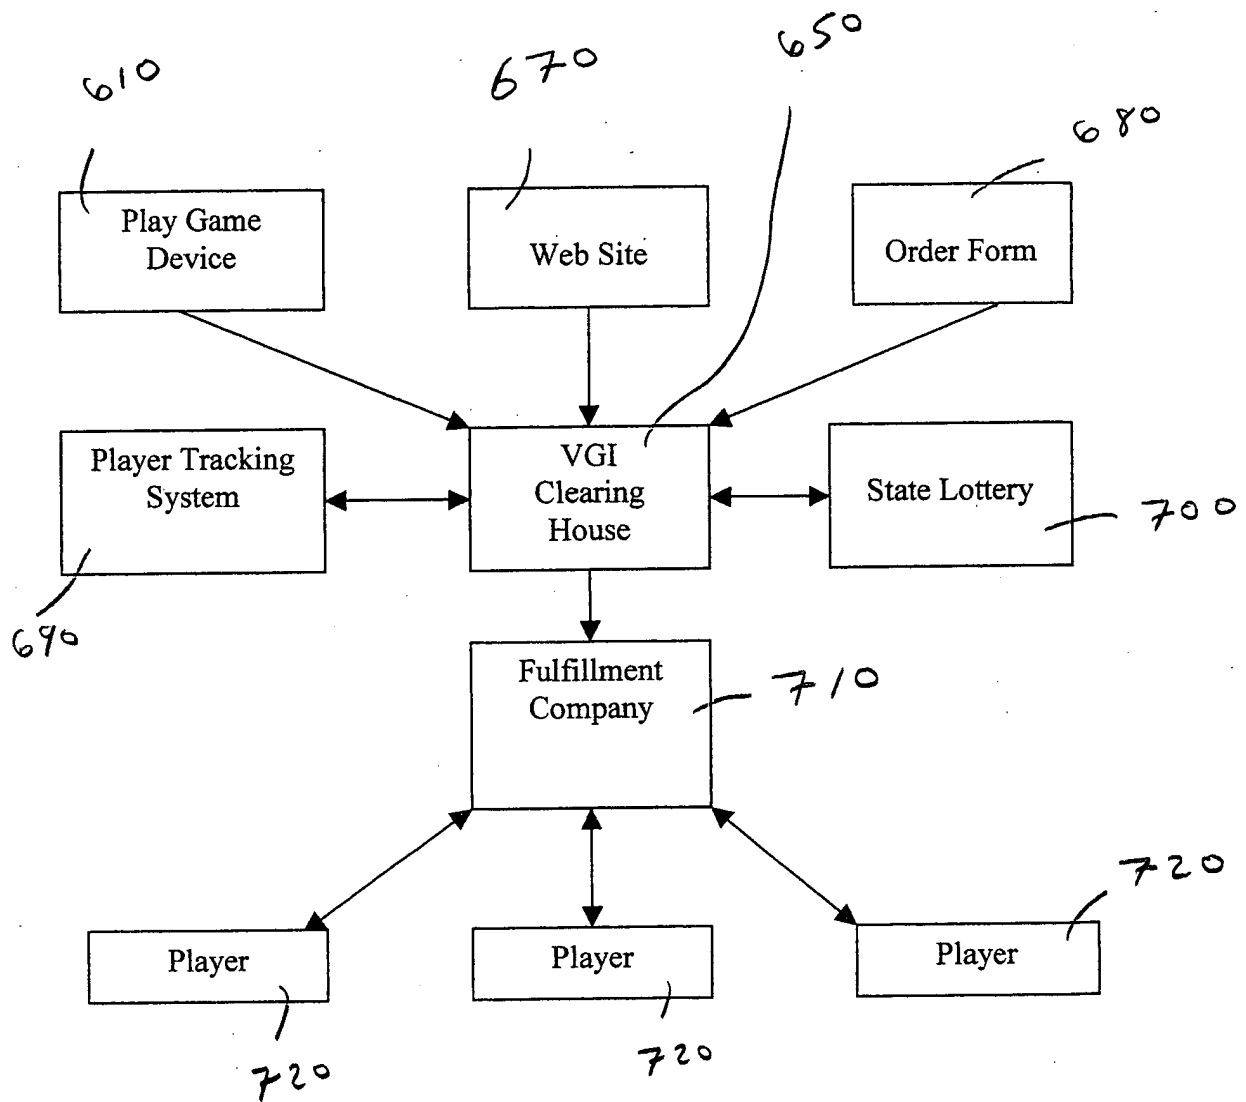 610
670
650
680
Play Game
Device
Web Site
Order Form
Player Tracking
System
VGI
Clearing
House
State Lottery
700
690
Fulfillment
Company
710
720
Player
Player
Player
720
720